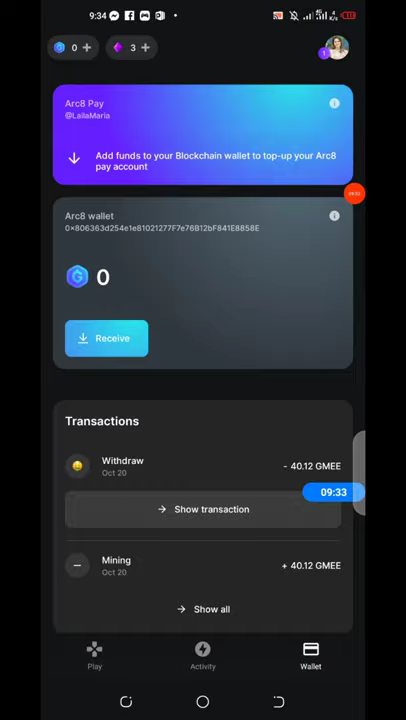 9:34
0
3
1
Arc8 Pay
@LailaMaria
Add funds to your Blockchain wallet to top-up your Arc8
pay account
Arc8 wallet
0x806363d254e1e81021277F7e76B12bF841E8858E
0
Receive
Transactions
Withdraw
Oct 20
- 40.12 GMEE
09:33
Show transaction
Mining
Oct 20
+ 40.12 GMEE
Show all
Play
Activity
Wallet